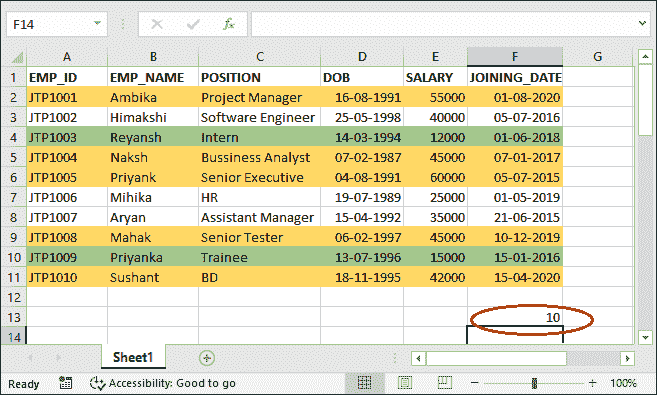 F14
fx
A B C D E F G
1 EMP_ID EMP_NAME POSITION DOB SALARY JOINING_DATE
2 JTP1001 Ambika Project Manager 16-08-1991 55000 01-08-2020
3 JTP1002 Himakshi Software Engineer 25-05-1998 40000 05-07-2016
4 JTP1003 Reyansh Intern 14-03-1994 12000 01-06-2018
5 JTP1004 Naksh Bussiness Analyst 07-02-1987 45000 07-01-2017
6 JTP1005 Priyank Senior Executive 04-08-1991 60000 05-07-2015
7 JTP1006 Mihika HR 19-07-1989 25000 01-05-2019
8 JTP1007 Aryan Assistant Manager 15-04-1992 35000 21-06-2015
9 JTP1008 Mahak Senior Tester 06-02-1997 45000 10-12-2019
10 JTP1009 Priyanka Trainee 13-07-1996 15000 15-01-2016
11 JTP1010 Sushant BD 18-11-1995 42000 15-04-2020
12
13 10
14
Sheet1
Ready Accessibility: Good to go 100%